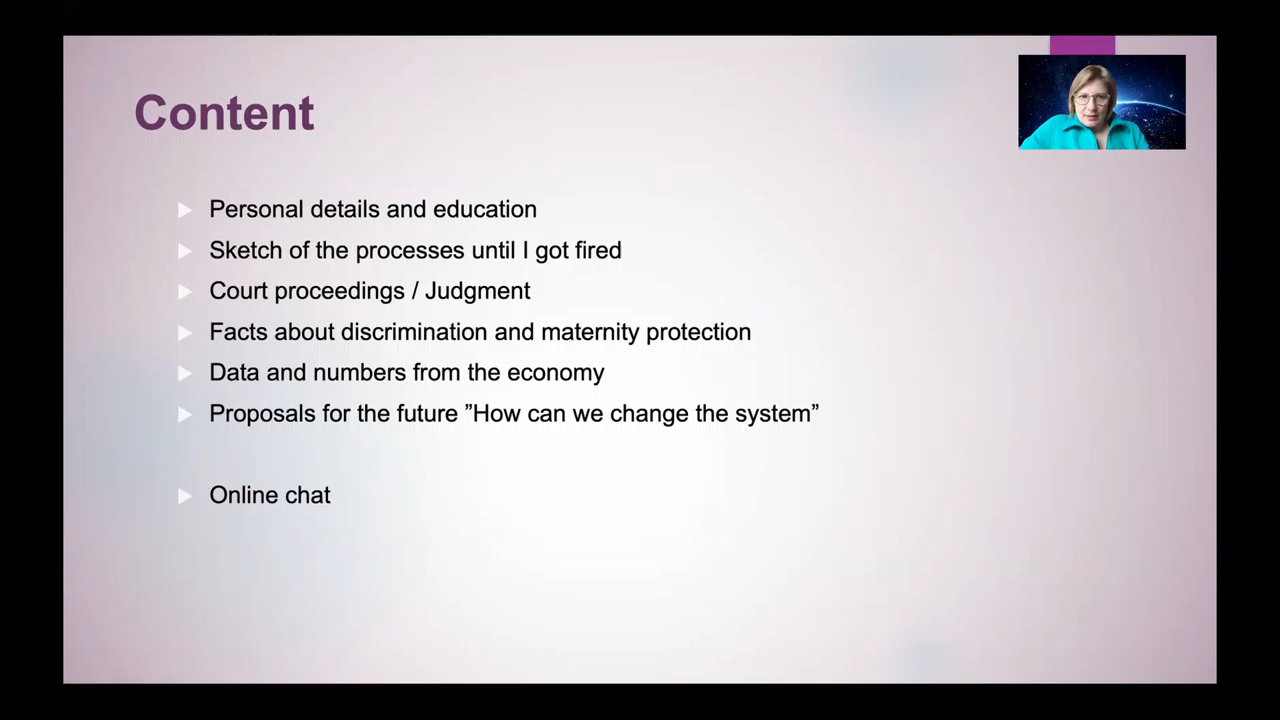 Content
Personal details and education
Sketch of the processes until I got fired
Court proceedings / Judgment
Facts about discrimination and maternity protection
Data and numbers from the economy
Proposals for the future ”How can we change the system”
Online chat